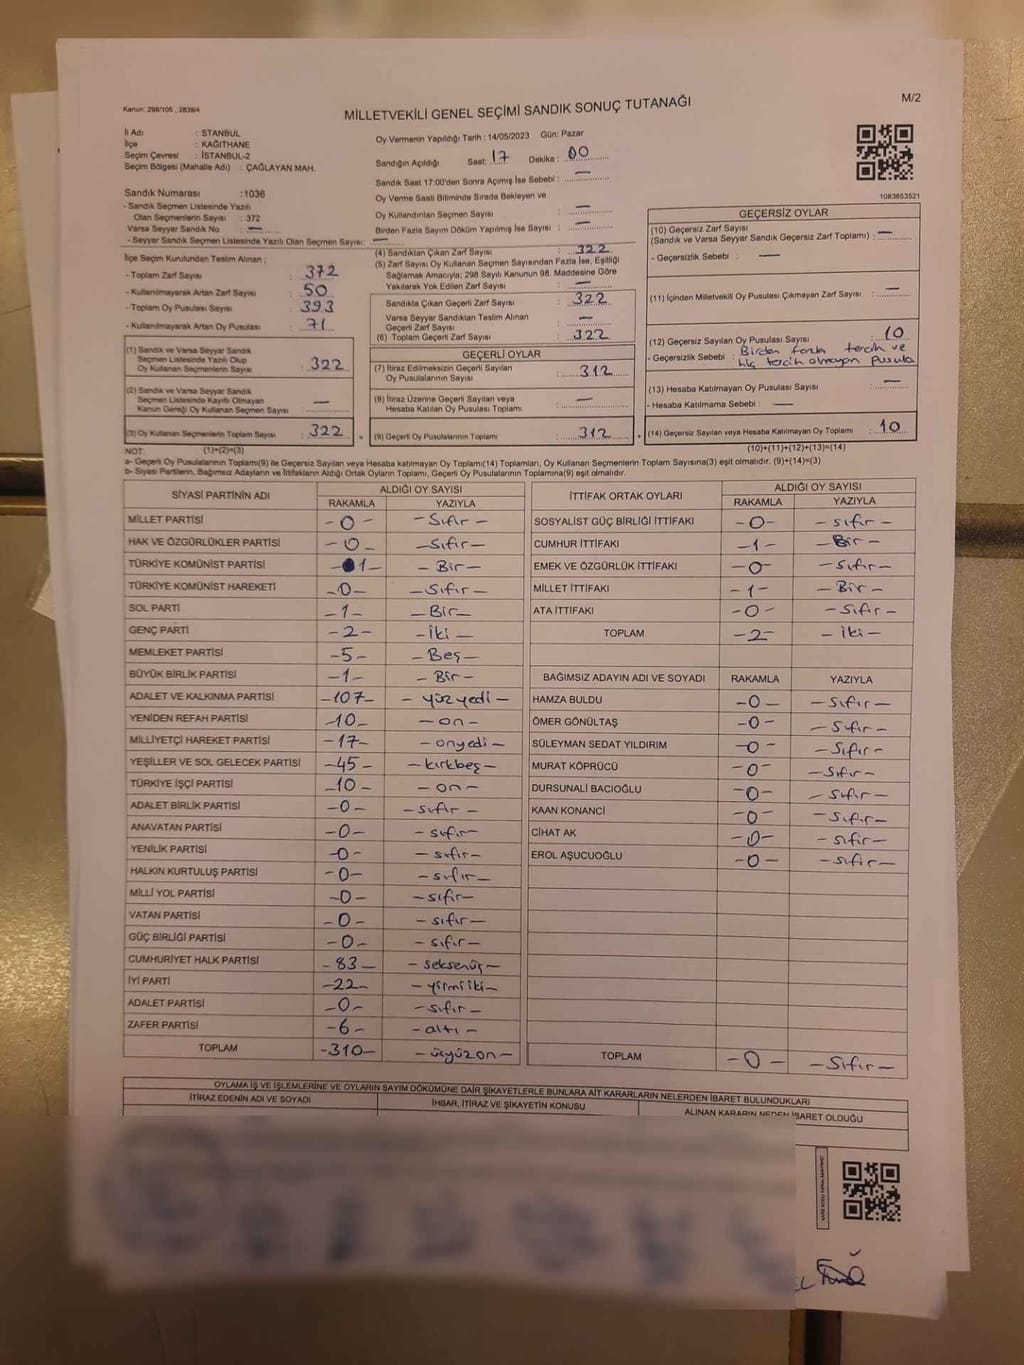 Kanun: 298/105 , 2839/4
MİLLETVEKİLİ GENEL SEÇİMİ SANDIK SONUÇ TUTANAĞI
M/2
İl Adı : STANBUL
İlçe : KAĞITHANE
Seçim Çevresi : İSTANBUL-2
Seçim Bölgesi (Mahalle Adı) : ÇAĞLAYAN MAH.
Sandık Numarası :1036
- Sandık Seçmen Listesinde Yazılı
Olan Seçmenlerin Sayısı : 372
Varsa Seyyar Sandık No —
- Seyyar Sandık Seçmen Listesinde Yazılı Olan Seçmen Sayısı: —
Oy Vermenin Yapıldığı Tarih : 14/05/2023 Gün: Pazar
Sandığın Açıldığı Saat: 17 Dakika : 00
Sandık Saat 17:00'den Sonra Açılmış İse Sebebi : —
Oy Verme Saati Bitiminde Sırada Bekleyen ve
Oy Kullandırılan Seçmen Sayısı : —
Birden Fazla Sayım Döküm Yapılmış İse Sayısı : —
1083653521
İlçe Seçim Kurulundan Teslim Alınan ;
- Toplam Zarf Sayısı : 372
- Kullanılmayarak Artan Zarf Sayısı : 50
- Toplam Oy Pusulası Sayısı : 393
- Kullanılmayarak Artan Oy Pusulası : 71
(1) Sandık ve Varsa Seyyar Sandık
Seçmen Listesinde Yazılı Olup
Oy Kullanan Seçmenlerin Sayısı : 322
(2) Sandık ve Varsa Seyyar Sandık
Seçmen Listesinde Kayıtlı Olmayan
Kanun Gereği Oy Kullanan Seçmen Sayısı : —
(3) Oy Kullanan Seçmenlerin Toplam Sayısı : 322
(4) Sandıktan Çıkan Zarf Sayısı : 322
(5) Zarf Sayısı Oy Kullanan Seçmen Sayısından Fazla İse, Eşitliği
Sağlamak Amacıyla; 298 Sayılı Kanunun 98. Maddesine Göre
Yakılarak Yok Edilen Zarf Sayısı : —
Sandıkta Çıkan Geçerli Zarf Sayısı : 322
Varsa Seyyar Sandıktan Teslim Alınan
Geçerli Zarf Sayısı : —
(6) Toplam Geçerli Zarf Sayısı : 322
GEÇERLİ OYLAR
(7) İtiraz Edilmeksizin Geçerli Sayılan
Oy Pusulalarının Sayısı : 312
(8) İtiraz Üzerine Geçerli Sayılan veya
Hesaba Katılan Oy Pusulası Toplamı : —
(9) Geçerli Oy Pusulalarının Toplamı : 312
GEÇERSİZ OYLAR
(10) Geçersiz Zarf Sayısı
(Sandık ve Varsa Seyyar Sandık Geçersiz Zarf Toplamı) : —
- Geçersizlik Sebebi : —
(11) İçinden Milletvekili Oy Pusulası Çıkmayan Zarf Sayısı : —
(12) Geçersiz Sayılan Oy Pusulası Sayısı : 10
- Geçersizlik Sebebi : Birden fazla tercih ve
hiç tercih olmayan pusula
(13) Hesaba Katılmayan Oy Pusulası Sayısı : —
- Hesaba Katılmama Sebebi : —
(14) Geçersiz Sayılan veya Hesaba Katılmayan Oy Toplamı : 10
NOT: (1)+(2)=(3) (10)+(11)+(12)+(13)=(14)
a- Geçerli Oy Pusulalarının Toplamı(9) ile Geçersiz Sayılan veya Hesaba katılmayan Oy Toplamı(14) Toplamları, Oy Kullanan Seçmenlerin Toplam Sayısına(3) eşit olmalıdır. (9)+(14)=(3)
b- Siyasi Partilerin, Bağımsız Adayların ve İttifakların Aldığı Ortak Oyların Toplamı, Geçerli Oy Pusulalarının Toplamına(9) eşit olmalıdır.
SİYASİ PARTİNİN ADI ALDIĞI OY SAYISI
RAKAMLA YAZIYLA
MİLLET PARTİSİ -0- -Sıfır-
HAK VE ÖZGÜRLÜKLER PARTİSİ -0- -Sıfır-
TÜRKİYE KOMÜNİST PARTİSİ -1- -Bir-
TÜRKİYE KOMÜNİST HAREKETİ -0- -Sıfır-
SOL PARTİ -1- -Bir-
GENÇ PARTİ -2- -iki-
MEMLEKET PARTİSİ -5- -Beş-
BÜYÜK BİRLİK PARTİSİ -1- -Bir-
ADALET VE KALKINMA PARTİSİ -107- -yüzyedi-
YENİDEN REFAH PARTİSİ -10- -on-
MİLLİYETÇİ HAREKET PARTİSİ -17- -onyedi-
YEŞİLLER VE SOL GELECEK PARTİSİ -45- -kırkbeş-
TÜRKİYE İŞÇİ PARTİSİ -10- -on-
ADALET BİRLİK PARTİSİ -0- -sıfır-
ANAVATAN PARTİSİ -0- -sıfır-
YENİLİK PARTİSİ -0- -sıfır-
HALKIN KURTULUŞ PARTİSİ -0- -sıfır-
MİLLİ YOL PARTİSİ -0- -sıfır-
VATAN PARTİSİ -0- -sıfır-
GÜÇ BİRLİĞİ PARTİSİ -0- -sıfır-
CUMHURİYET HALK PARTİSİ -83- -seksenüç-
İYİ PARTİ -22- -yirmiiki-
ADALET PARTİSİ -0- -sıfır-
ZAFER PARTİSİ -6- -altı-
TOPLAM -310- -üçyüzon-
İTTİFAK ORTAK OYLARI ALDIĞI OY SAYISI
RAKAMLA YAZIYLA
SOSYALİST GÜÇ BİRLİĞİ İTTİFAKI -0- -sıfır-
CUMHUR İTTİFAKI -1- -Bir-
EMEK VE ÖZGÜRLÜK İTTİFAKI -0- -sıfır-
MİLLET İTTİFAKI -1- -Bir-
ATA İTTİFAKI -0- -Sıfır-
TOPLAM -2- -iki-
BAĞIMSIZ ADAYIN ADI VE SOYADI RAKAMLA YAZIYLA
HAMZA BULDU -0- -sıfır-
ÖMER GÖNÜLTAŞ -0- -sıfır-
SÜLEYMAN SEDAT YILDIRIM -0- -sıfır-
MURAT KÖPRÜCÜ -0- -sıfır-
DURSUNALİ BACIOĞLU -0- -sıfır-
KAAN KONANCİ -0- -sıfır-
CİHAT AK -0- -sıfır-
EROL AŞUCUOĞLU -0- -sıfır-
TOPLAM -0- -Sıfır-
OYLAMA İŞ VE İŞLEMLERİNE VE OYLARIN SAYIM DÖKÜMÜNE DAİR ŞİKAYETLERLE BUNLARA AİT KARARLARIN NELERDEN İBARET BULUNDUKLARI
İTİRAZ EDENİN ADI VE SOYADI İHBAR, İTİRAZ VE ŞİKAYETİN KONUSU ALINAN KARARIN NEDEN İBARET OLDUĞU